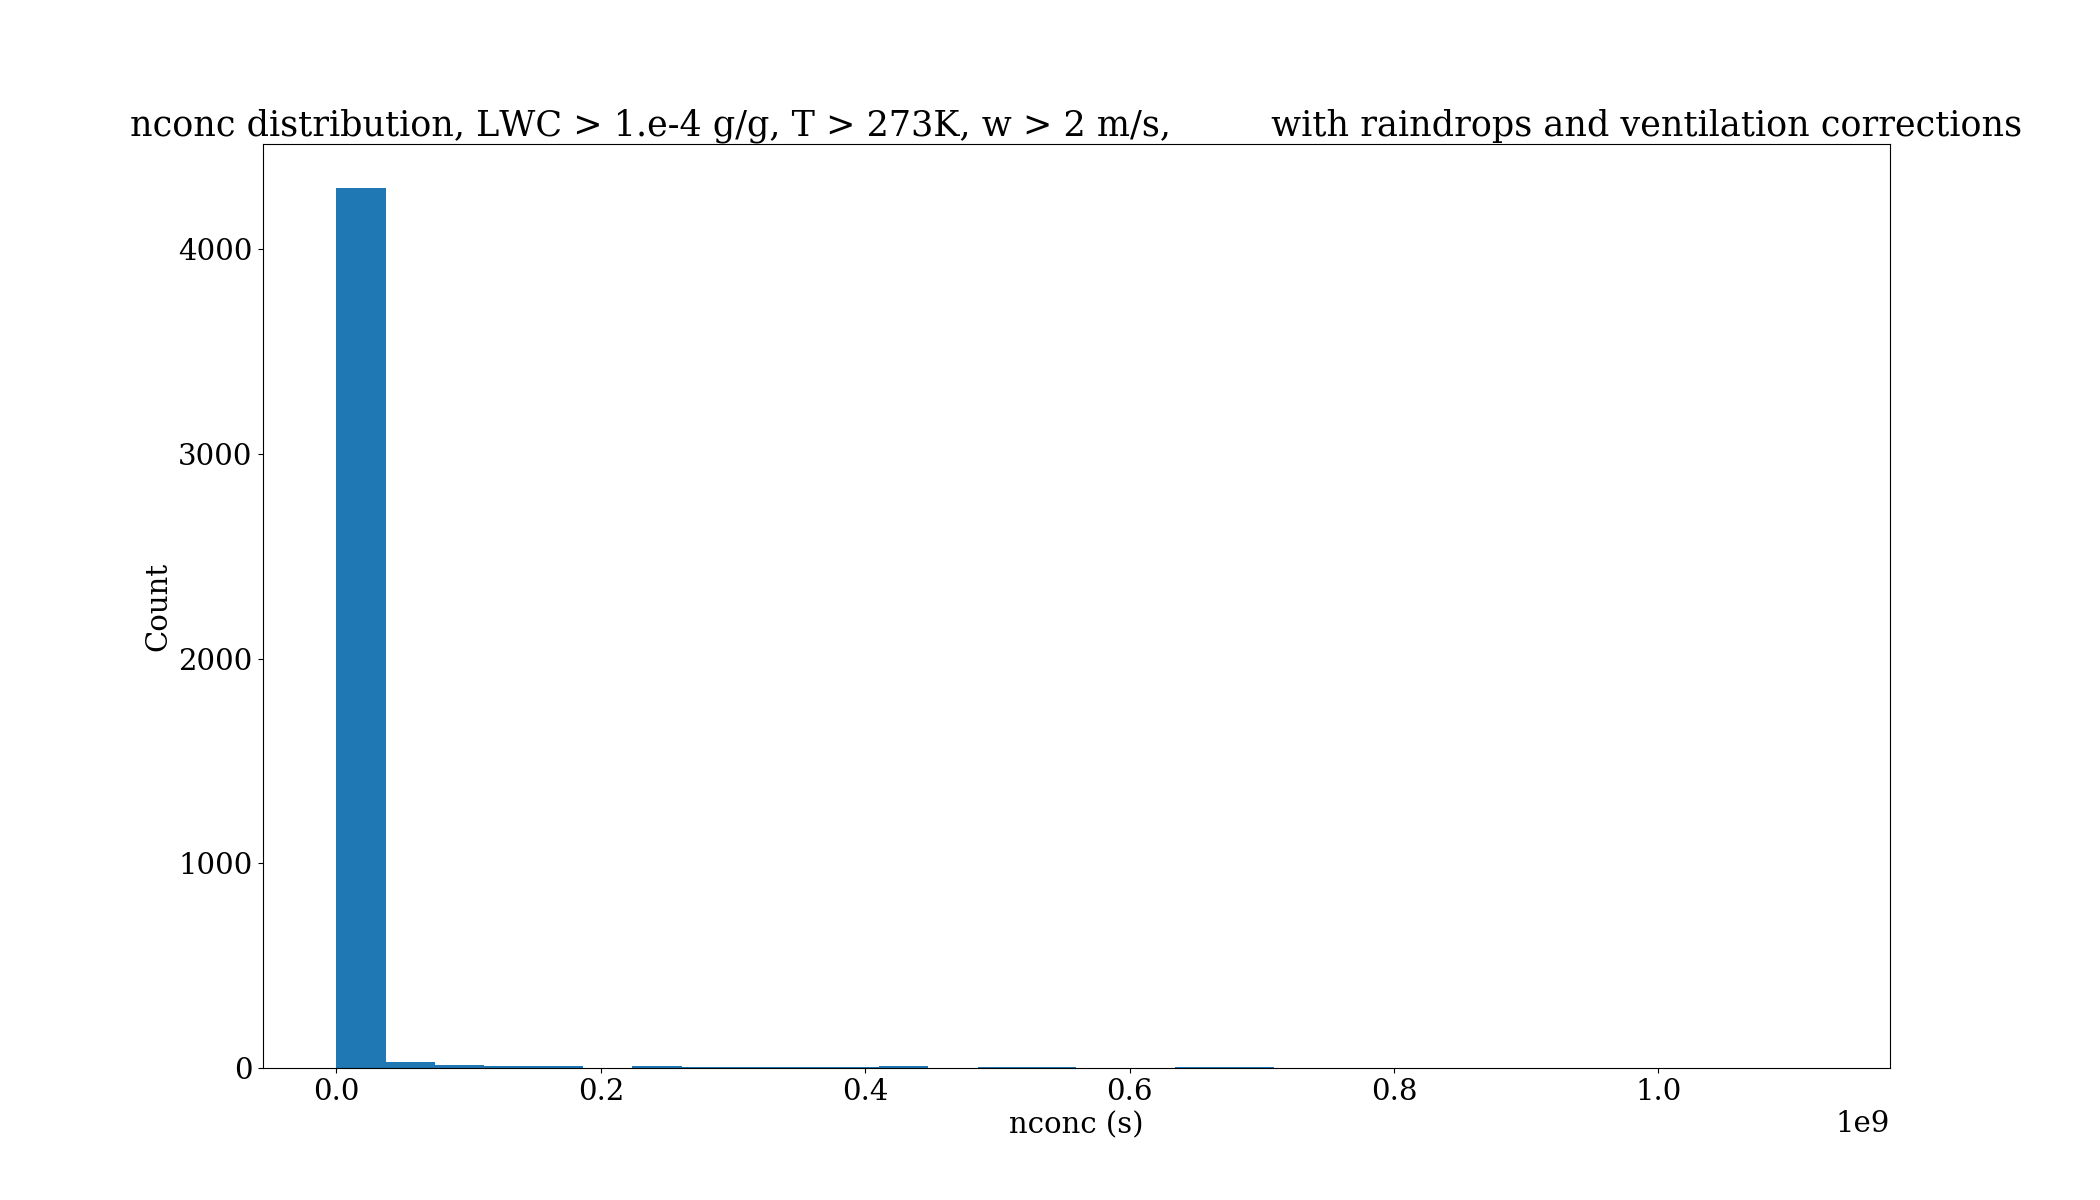 nconc distribution, LWC > 1.e-4 g/g, T > 273K, w > 2 m/s,         with raindrops and ventilation corrections
4000
3000
2000
1000
0
Count
0.0 0.2 0.4 0.6 0.8 1.0
nconc (s)
1e9